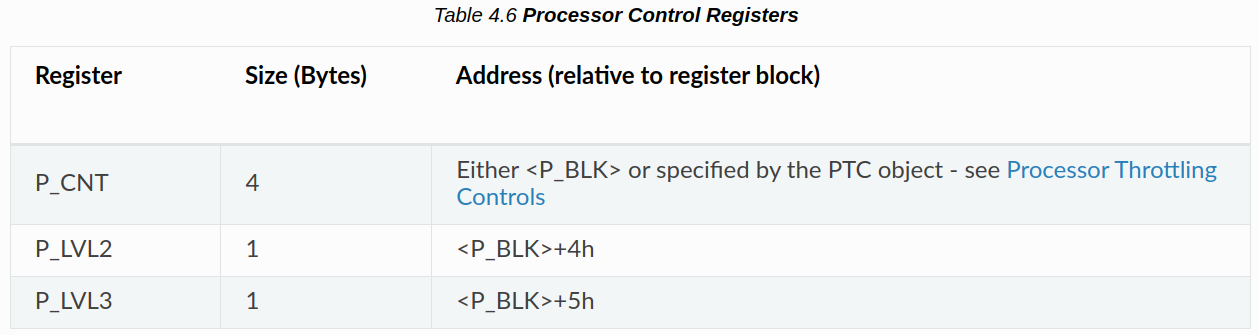 Table 4.6 Processor Control Registers
Register Size (Bytes) Address (relative to register block)
P_CNT 4 Either <P_BLK> or specified by the PTC object - see Processor Throttling
Controls
P_LVL2 1 <P_BLK>+4h
P_LVL3 1 <P_BLK>+5h